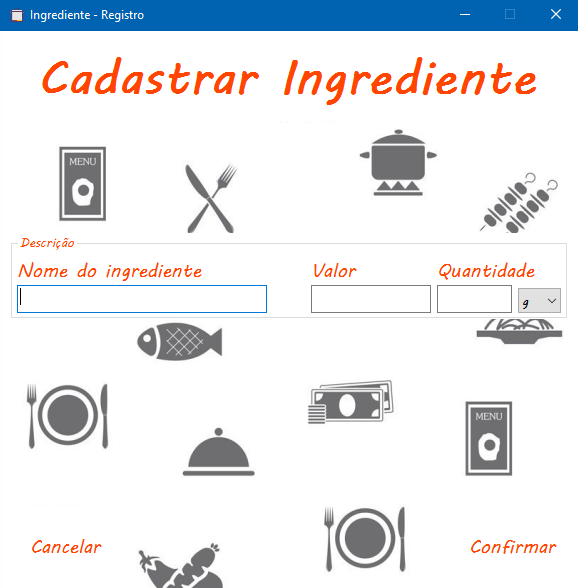 Ingrediente - Registro
Cadastrar Ingrediente
MENU
Descrição
Nome do ingrediente Valor Quantidade
g
MENU
Cancelar Confirmar